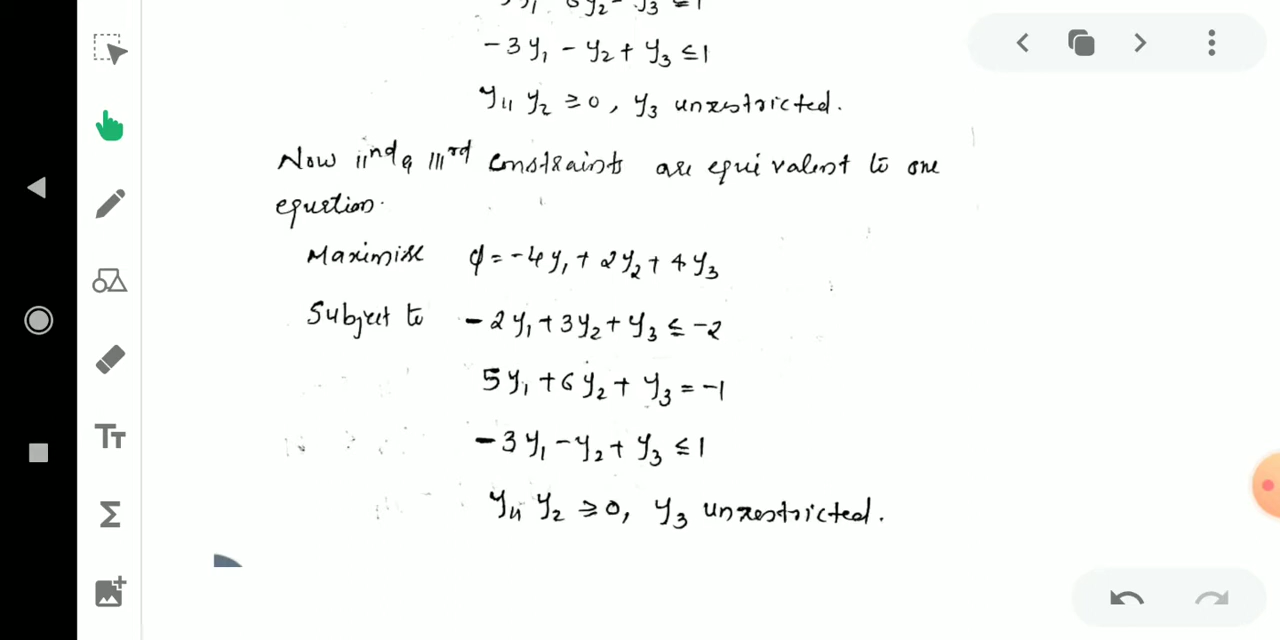 -3y₁ - y₂ + y₃ ≤ 1
y₁, y₂ ≥ 0, y₃ unrestricted.
Now iind & IIIrd constraints are equivalent to one
equation.
Maximise φ = -4y₁ + 2y₂ + 4y₃
Subject to -2y₁ + 3y₂ + y₃ ≤ -2
5y₁ + 6y₂ + y₃ = -1
-3y₁ - y₂ + y₃ ≤ 1
y₁, y₂ ≥ 0, y₃ unrestricted.